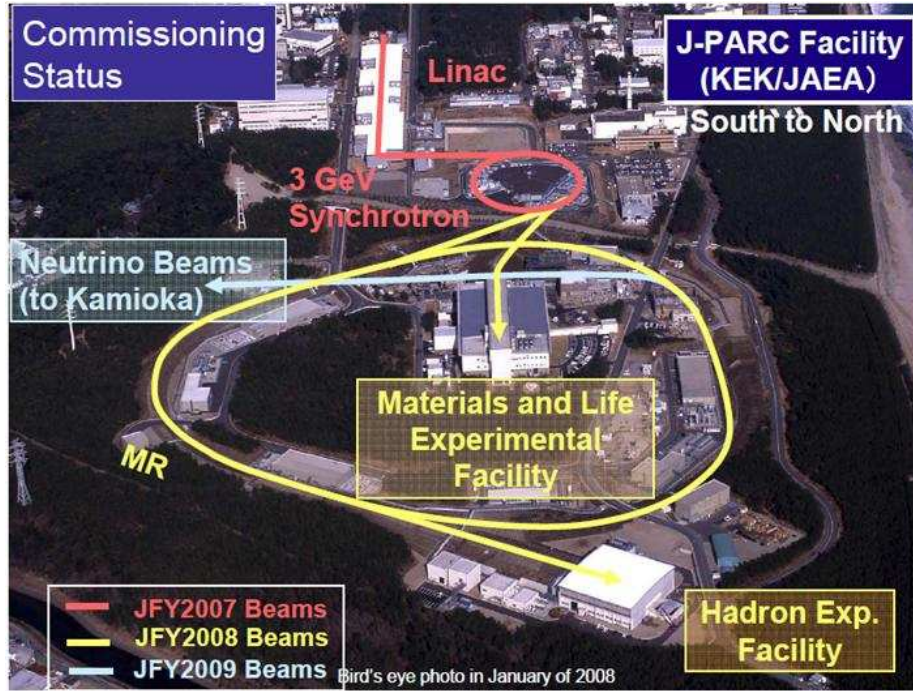 Commissioning
Status
J-PARC Facility
(KEK/JAEA)
South to North
Linac
3 GeV
Synchrotron
Neutrino Beams
(to Kamioka)
Materials and Life
Experimental
Facility
MR
JFY2007 Beams
JFY2008 Beams
JFY2009 Beams
Hadron Exp.
Facility
Bird's eye photo in January of 2008